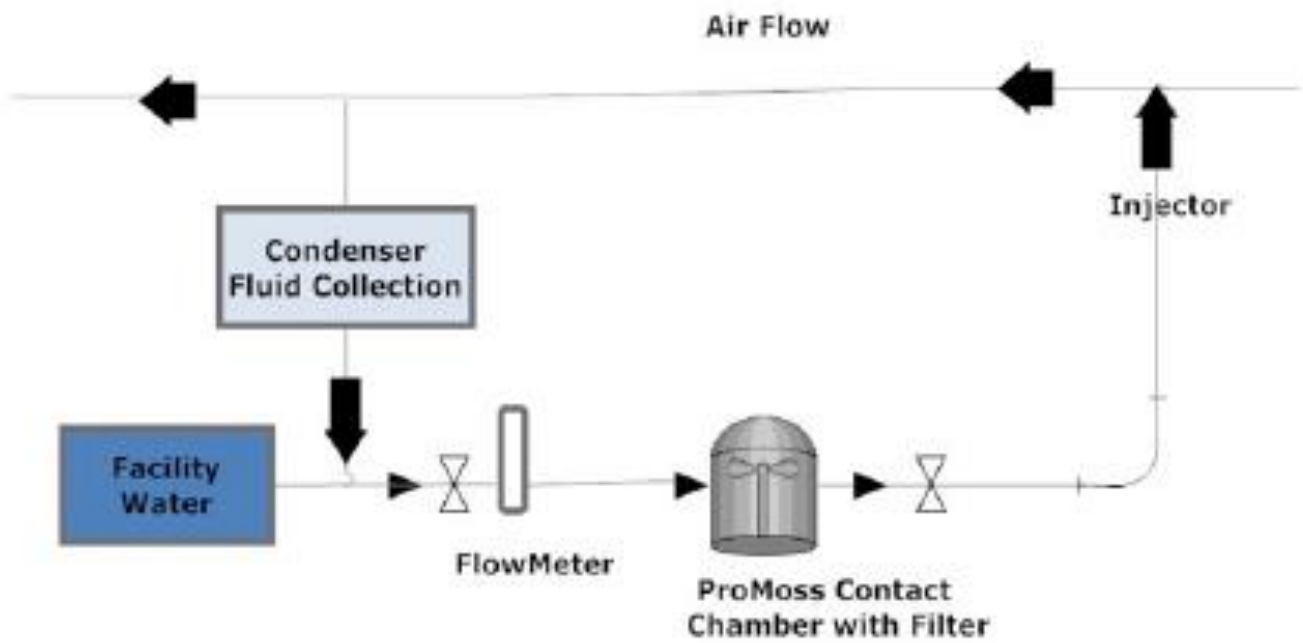 Air Flow
Injector
Condenser
Fluid Collection
Facility
Water
FlowMeter
ProMoss Contact
Chamber with Filter